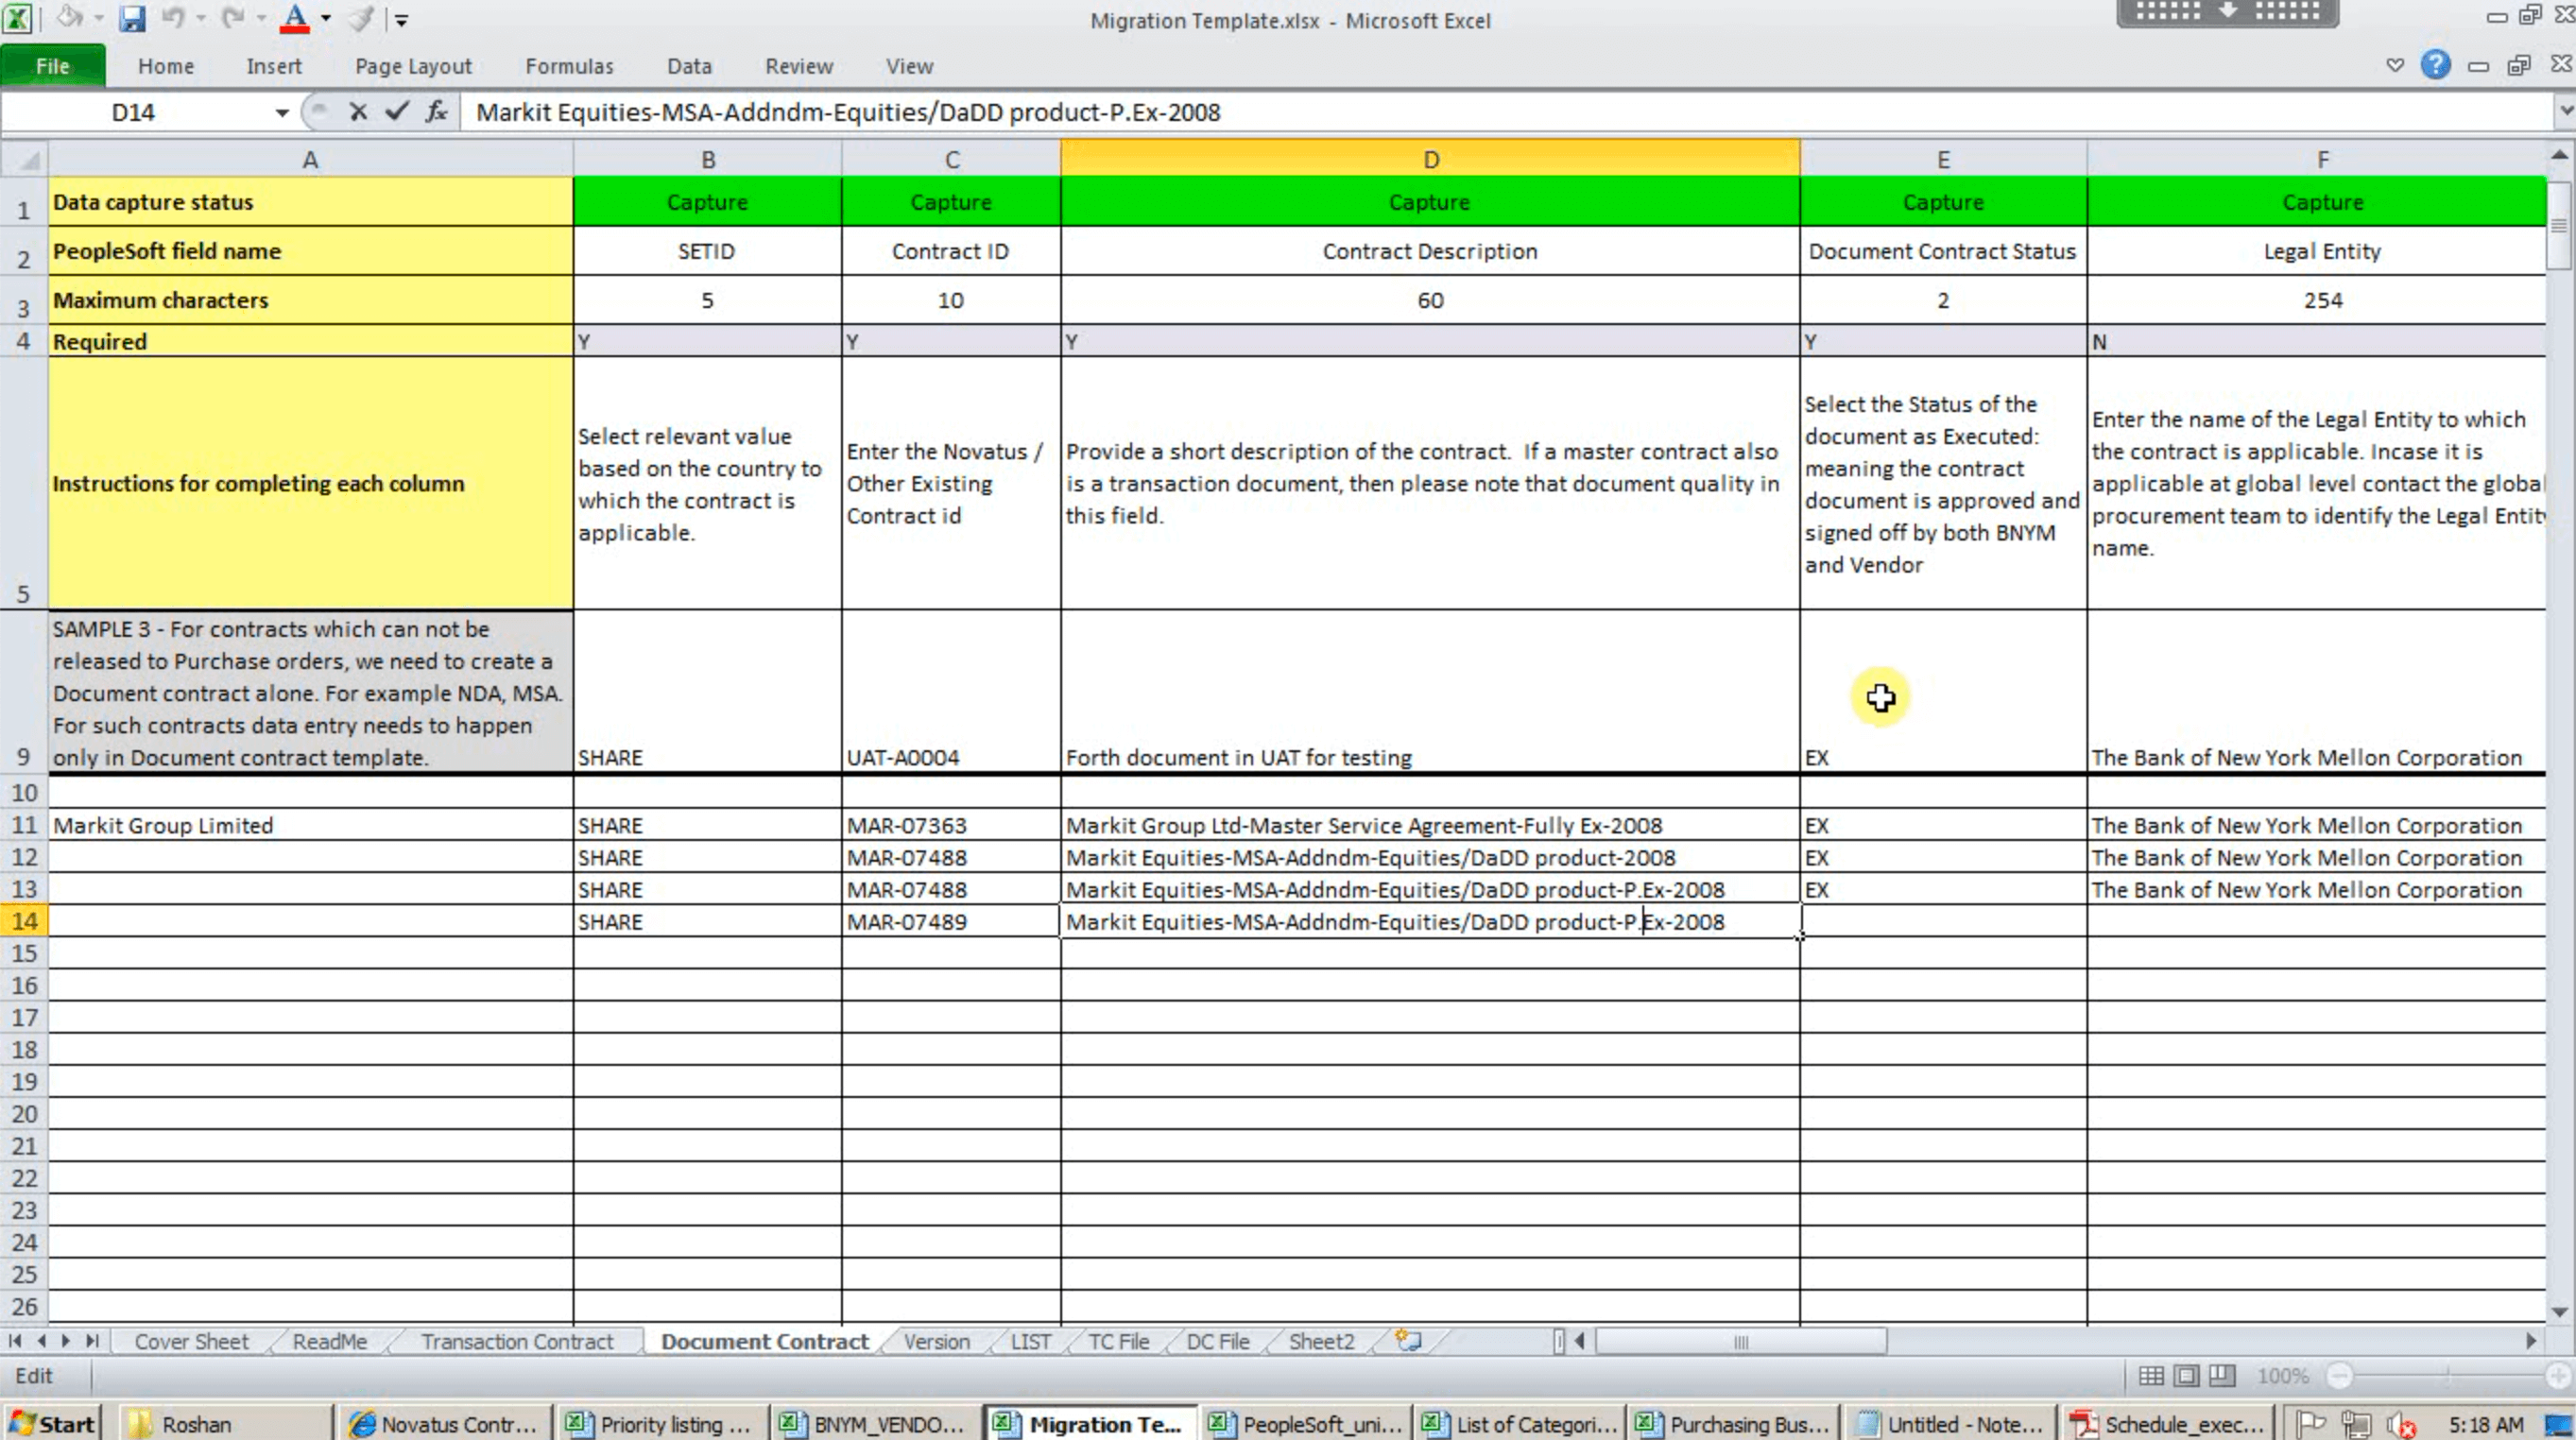 Migration Template.xlsx - Microsoft Excel
File Home Insert Page Layout Formulas Data Review View
D14 fx Markit Equities-MSA-Addndm-Equities/DaDD product-P.Ex-2008
A B C D E F
1 Data capture status Capture Capture Capture Capture Capture
2 PeopleSoft field name SETID Contract ID Contract Description Document Contract Status Legal Entity
3 Maximum characters 5 10 60 2 254
4 Required Y Y Y Y N
5 Instructions for completing each column
Select relevant value
based on the country to
which the contract is
applicable.
Enter the Novatus /
Other Existing
Contract id
Provide a short description of the contract. If a master contract also
is a transaction document, then please note that document quality in
this field.
Select the Status of the
document as Executed:
meaning the contract
document is approved and
signed off by both BNYM
and Vendor
Enter the name of the Legal Entity to which
the contract is applicable. Incase it is
applicable at global level contact the global
procurement team to identify the Legal Entity
name.
SAMPLE 3 - For contracts which can not be
released to Purchase orders, we need to create a
Document contract alone. For example NDA, MSA.
For such contracts data entry needs to happen
9 only in Document contract template. SHARE UAT-A0004 Forth document in UAT for testing EX The Bank of New York Mellon Corporation
10
11 Markit Group Limited SHARE MAR-07363 Markit Group Ltd-Master Service Agreement-Fully Ex-2008 EX The Bank of New York Mellon Corporation
12 SHARE MAR-07488 Markit Equities-MSA-Addndm-Equities/DaDD product-2008 EX The Bank of New York Mellon Corporation
13 SHARE MAR-07488 Markit Equities-MSA-Addndm-Equities/DaDD product-P.Ex-2008 EX The Bank of New York Mellon Corporation
14 SHARE MAR-07489 Markit Equities-MSA-Addndm-Equities/DaDD product-P.Ex-2008
15
16
17
18
19
20
21
22
23
24
25
26
Cover Sheet ReadMe Transaction Contract Document Contract Version LIST TC File DC File Sheet2
Edit 100%
Start Roshan Novatus Contr... Priority listing ... BNYM_VENDO... Migration Te... PeopleSoft_uni... List of Categori... Purchasing Bus... Untitled - Note... Schedule_exec... 5:18 AM